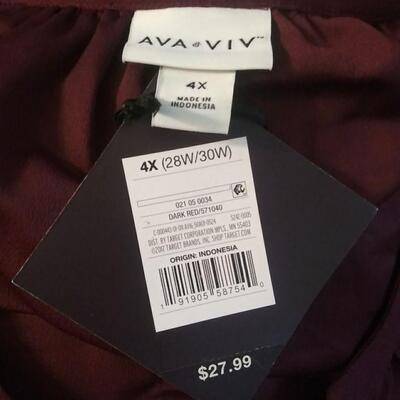 AVA & VIV™
4X
MADE IN
INDONESIA
4X (28W/30W)
021 05 0034
DARK RED/571040
DIST. BY TARGET CORPORATION MPLS., MN 55403
©2017 TARGET BRANDS, INC. SHOP TARGET.COM
ORIGIN: INDONESIA
1 91905 58754 0
$27.99